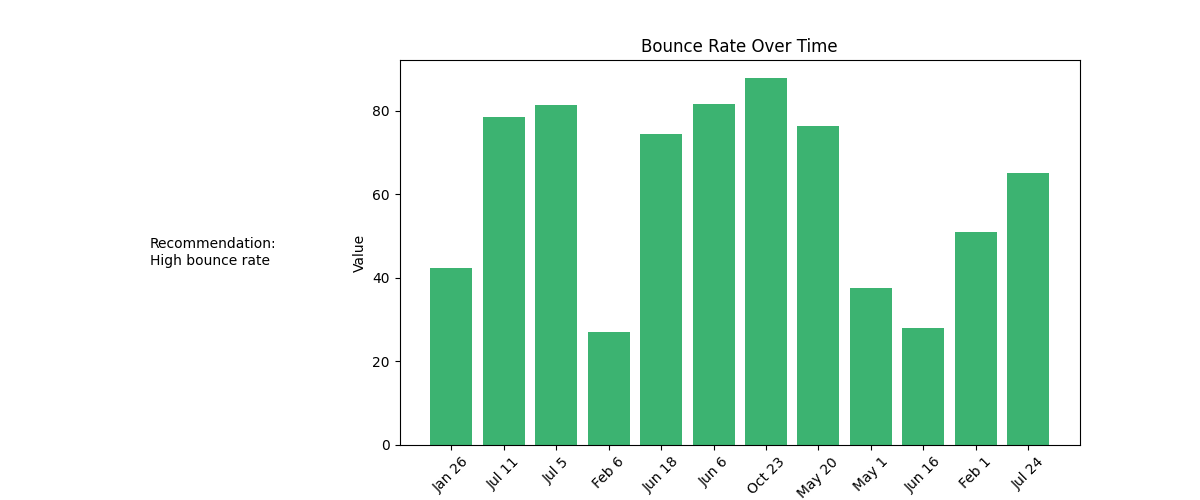 Bounce Rate Over Time
Recommendation:
High bounce rate
Value
80
60
40
20
0
Jan 26
Jul 11
Jul 5
Feb 6
Jun 18
Jun 6
Oct 23
May 20
May 1
Jun 16
Feb 1
Jul 24